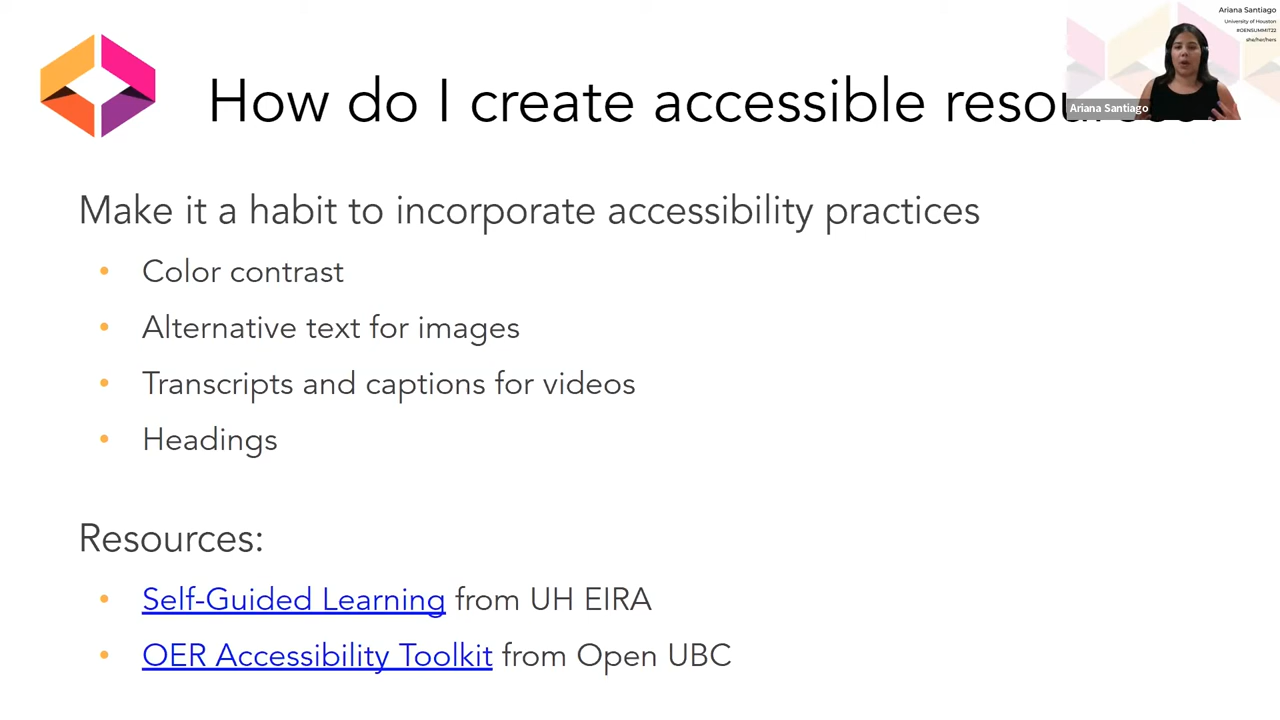 How do I create accessible
Make it a habit to incorporate accessibility practices
• Color contrast
• Alternative text for images
• Transcripts and captions for videos
• Headings
Resources:
• Self-Guided Learning from UH EIRA
• OER Accessibility Toolkit from Open UBC
Ariana Santiago
University of Houston
#OENSUMMIT22
she/her/hers
Ariana Santiago